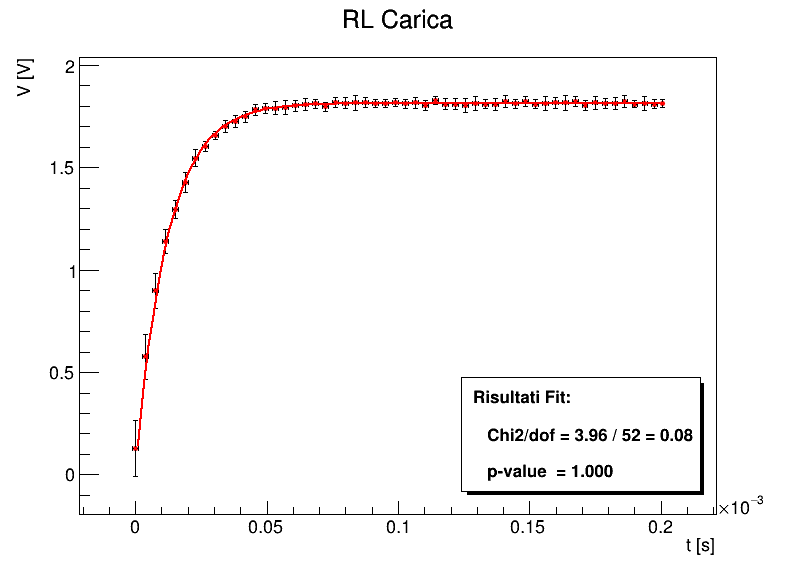 RL Carica
V [V]
2
1.5
1
0.5
0
Risultati Fit:
Chi2/dof = 3.96 / 52 = 0.08
p-value = 1.000
0 0.05 0.1 0.15 0.2
×10⁻³
t [s]